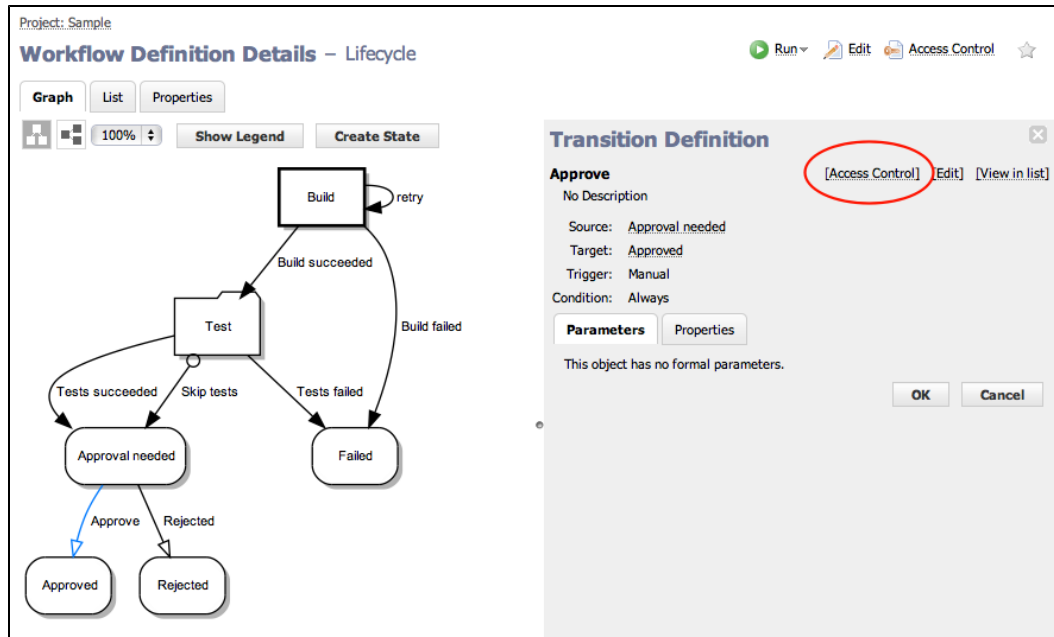 Project: Sample
Workflow Definition Details – Lifecycle
Run Edit Access Control
Graph List Properties
100% Show Legend Create State
Build
retry
Build succeeded
Test
Build failed
Tests succeeded Skip tests Tests failed
Approval needed Failed
Approve Rejected
Approved Rejected
Transition Definition
Approve [Access Control] [Edit] [View in list]
No Description
Source: Approval needed
Target: Approved
Trigger: Manual
Condition: Always
Parameters Properties
This object has no formal parameters.
OK Cancel